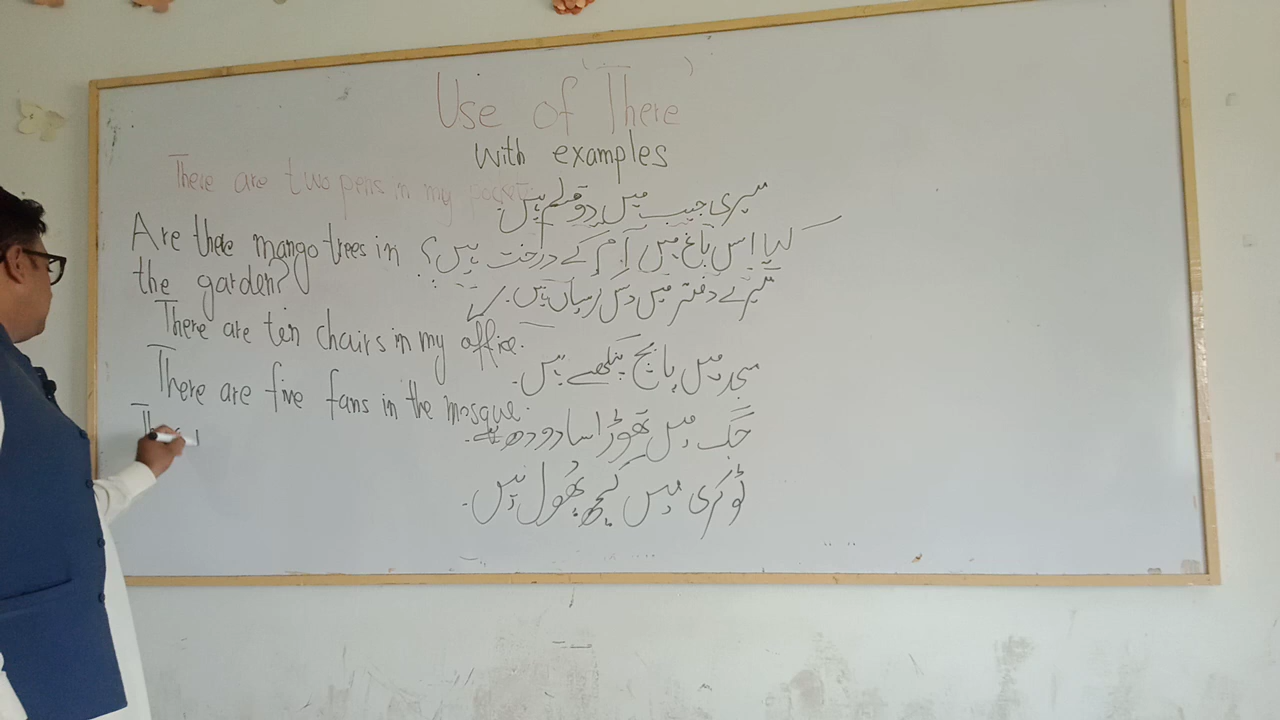 Use of "There"
with examples
There are two pens in my pocket.
میری جیب میں دو قلم ہیں۔
Are there mango trees in
the garden?
کیا اس باغ میں آم کے درخت ہیں؟
There are ten chairs in my office.
میرے دفتر میں دس کرسیاں ہیں۔
There are five fans in the mosque.
مسجد میں پانچ پنکھے ہیں۔
جگ میں تھوڑا سا دودھ ہے۔
ٹوکری میں کچھ پھول ہیں۔